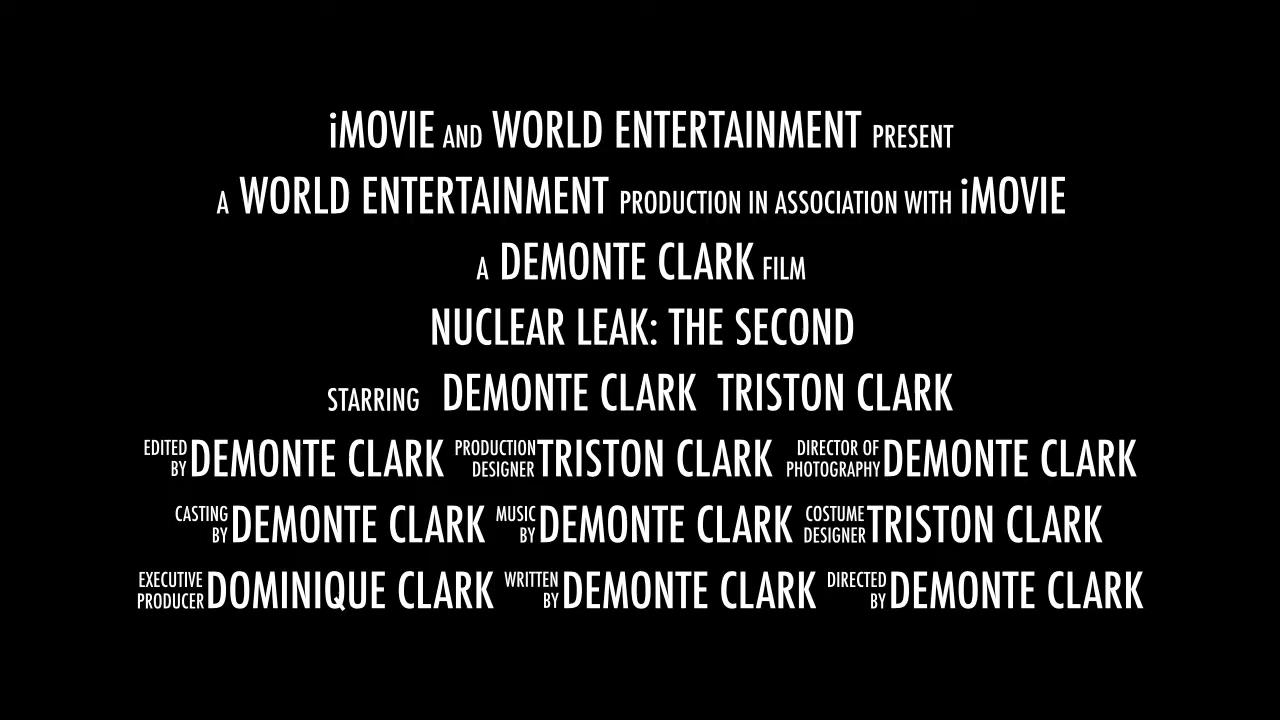 iMOVIE AND WORLD ENTERTAINMENT PRESENT
A WORLD ENTERTAINMENT PRODUCTION IN ASSOCIATION WITH iMOVIE
A DEMONTE CLARK FILM
NUCLEAR LEAK: THE SECOND
STARRING DEMONTE CLARK TRISTON CLARK
EDITED BY DEMONTE CLARK PRODUCTION DESIGNER TRISTON CLARK DIRECTOR OF PHOTOGRAPHY DEMONTE CLARK
CASTING BY DEMONTE CLARK MUSIC BY DEMONTE CLARK COSTUME DESIGNER TRISTON CLARK
EXECUTIVE PRODUCER DOMINIQUE CLARK WRITTEN BY DEMONTE CLARK DIRECTED BY DEMONTE CLARK